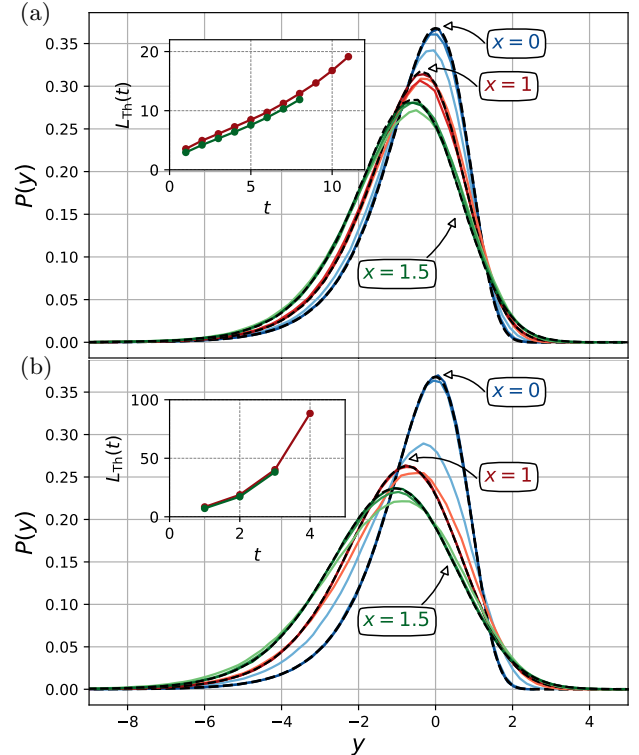 (a)
0.35
0.30
0.25
0.20
0.15
0.10
0.05
0.00
P(y)
20
10
0
L_Th(t)
5 10
t
x = 0
x = 1
x = 1.5
(b)
0.35
0.30
0.25
0.20
0.15
0.10
0.05
0.00
P(y)
100
50
0
L_Th(t)
0 2 4
t
x = 0
x = 1
x = 1.5
−8 −6 −4 −2 0 2 4
y